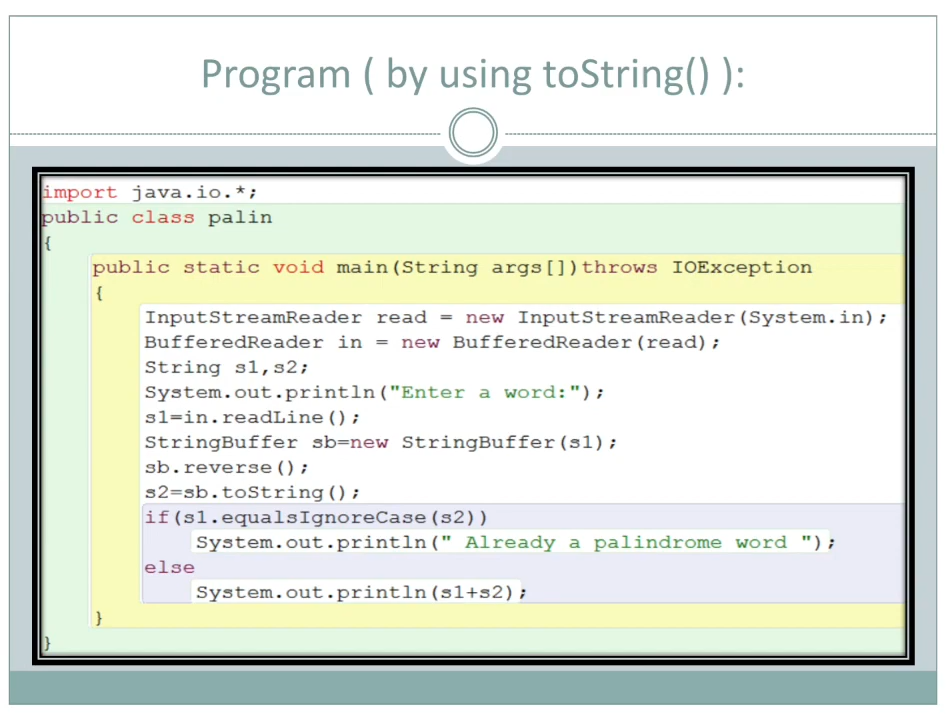 Program ( by using toString() ):
import java.io.*;
public class palin
{
public static void main(String args[])throws IOException
{
InputStreamReader read = new InputStreamReader(System.in);
BufferedReader in = new BufferedReader(read);
String s1,s2;
System.out.println("Enter a word:");
s1=in.readLine();
StringBuffer sb=new StringBuffer(s1);
sb.reverse();
s2=sb.toString();
if(s1.equalsIgnoreCase(s2))
System.out.println(" Already a palindrome word ");
else
System.out.println(s1+s2);
}
}